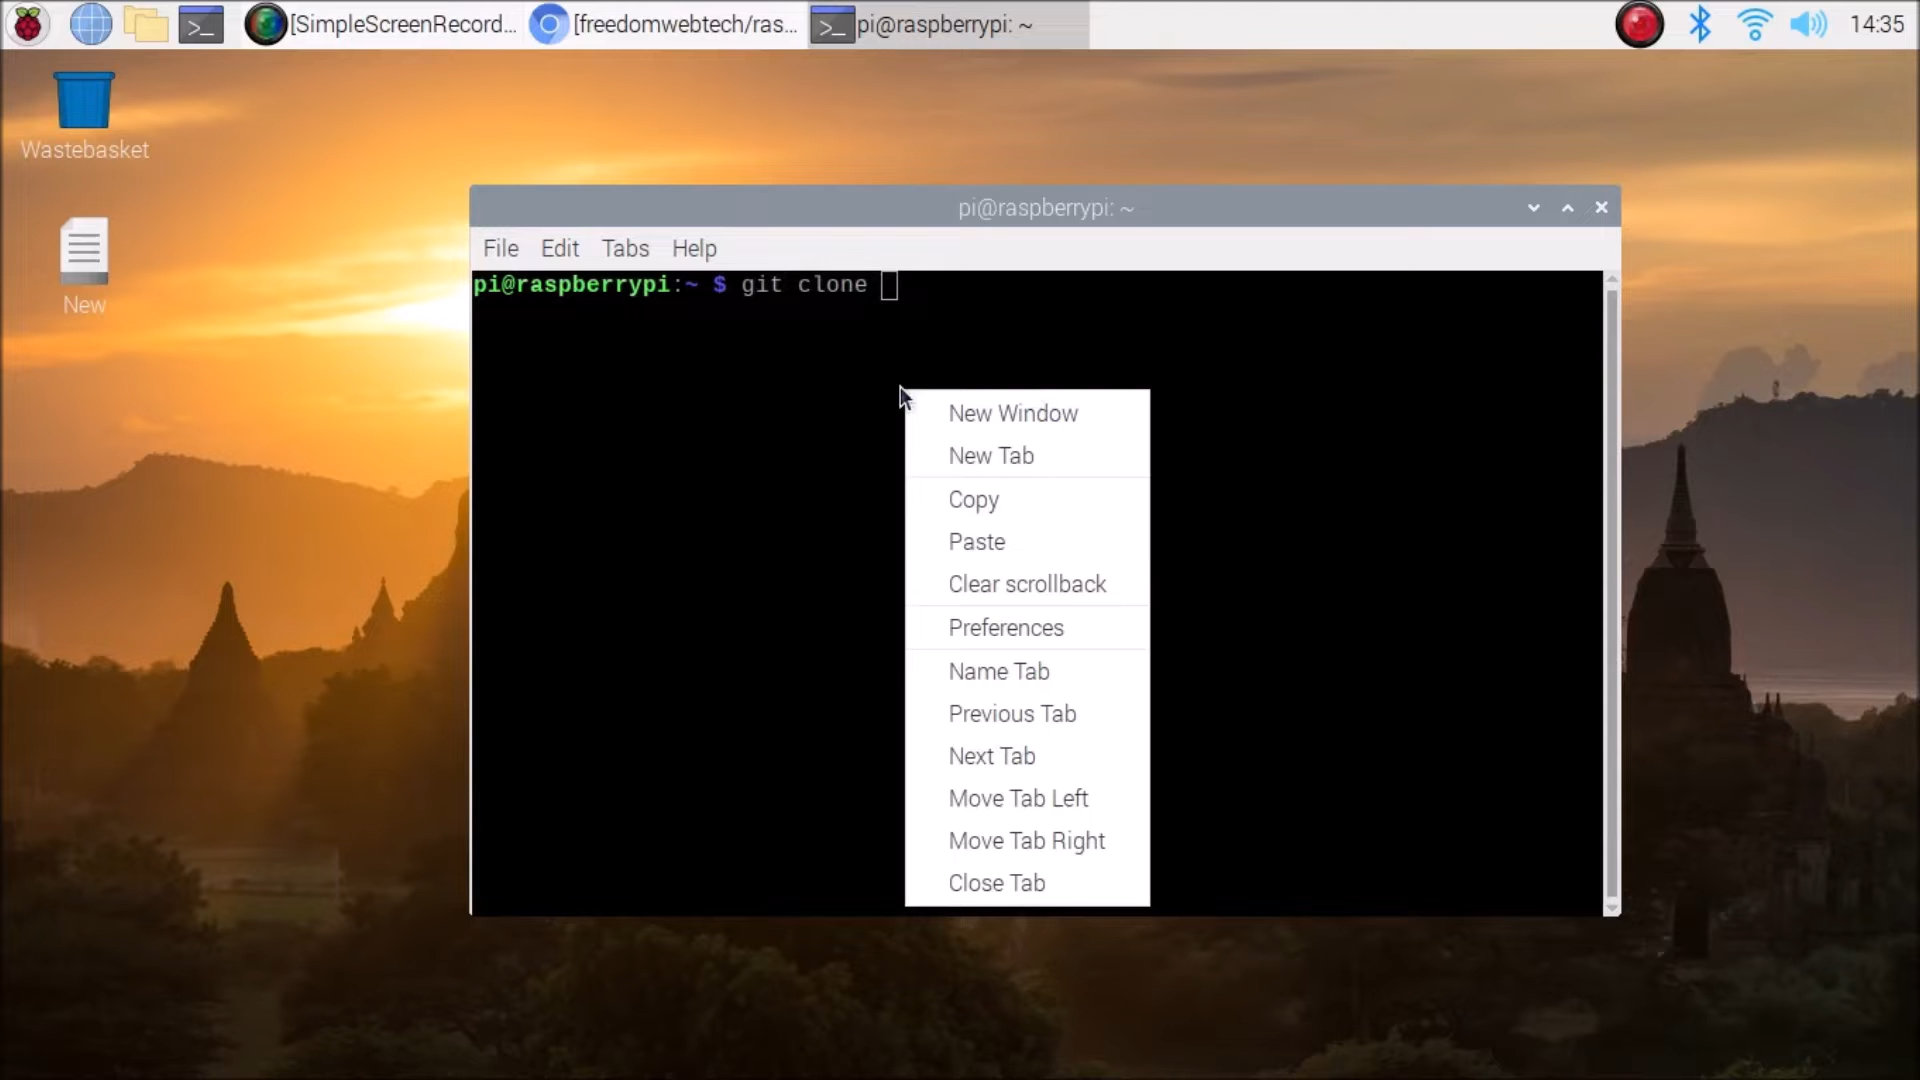 [SimpleScreenRecord... [freedomwebtech/ras... pi@raspberrypi: ~ 14:35
Wastebasket
New
pi@raspberrypi: ~
File Edit Tabs Help
pi@raspberrypi:~ $ git clone
New Window
New Tab
Copy
Paste
Clear scrollback
Preferences
Name Tab
Previous Tab
Next Tab
Move Tab Left
Move Tab Right
Close Tab